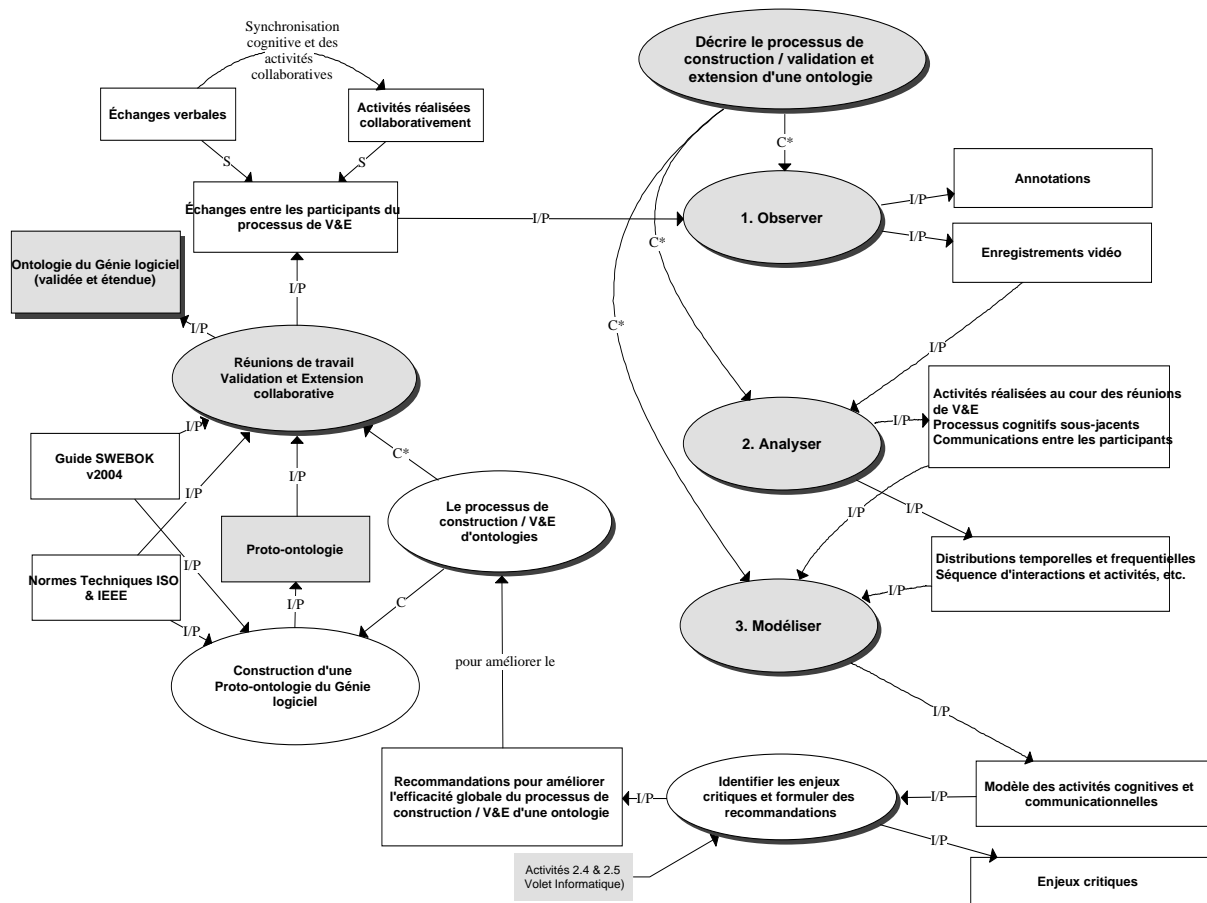 Synchronisation
cognitive et des
activités
collaboratives
Échanges verbales
Activités réalisées
collaborativement
S
S
Échanges entre les participants du
processus de V&E
I/P
I/P
Ontologie du Génie logiciel
(validée et étendue)
I/P
Réunions de travail
Validation et Extension
collaborative
I/P
Guide SWEBOK
v2004
I/P
I/P
C*
Le processus de
construction / V&E
d'ontologies
Proto-ontologie
Normes Techniques ISO
& IEEE
I/P
I/P
I/P
C
Construction d'une
Proto-ontologie du Génie
logiciel
pour améliorer le
Recommandations pour améliorer
l'efficacité globale du processus de
construction / V&E d'une ontologie
I/P
Identifier les enjeux
critiques et formuler des
recommandations
Activités 2.4 & 2.5
Volet Informatique)
Décrire le processus de
construction / validation et
extension d'une ontologie
C*
C*
C*
1. Observer
I/P
Annotations
I/P
Enregistrements vidéo
I/P
2. Analyser
I/P
Activités réalisées au cour des réunions
de V&E
Processus cognitifs sous-jacents
Communications entre les participants
I/P
I/P
Distributions temporelles et frequentielles
Séquence d'interactions et activités, etc.
I/P
3. Modéliser
I/P
Modèle des activités cognitives et
communicationnelles
I/P
I/P
Enjeux critiques